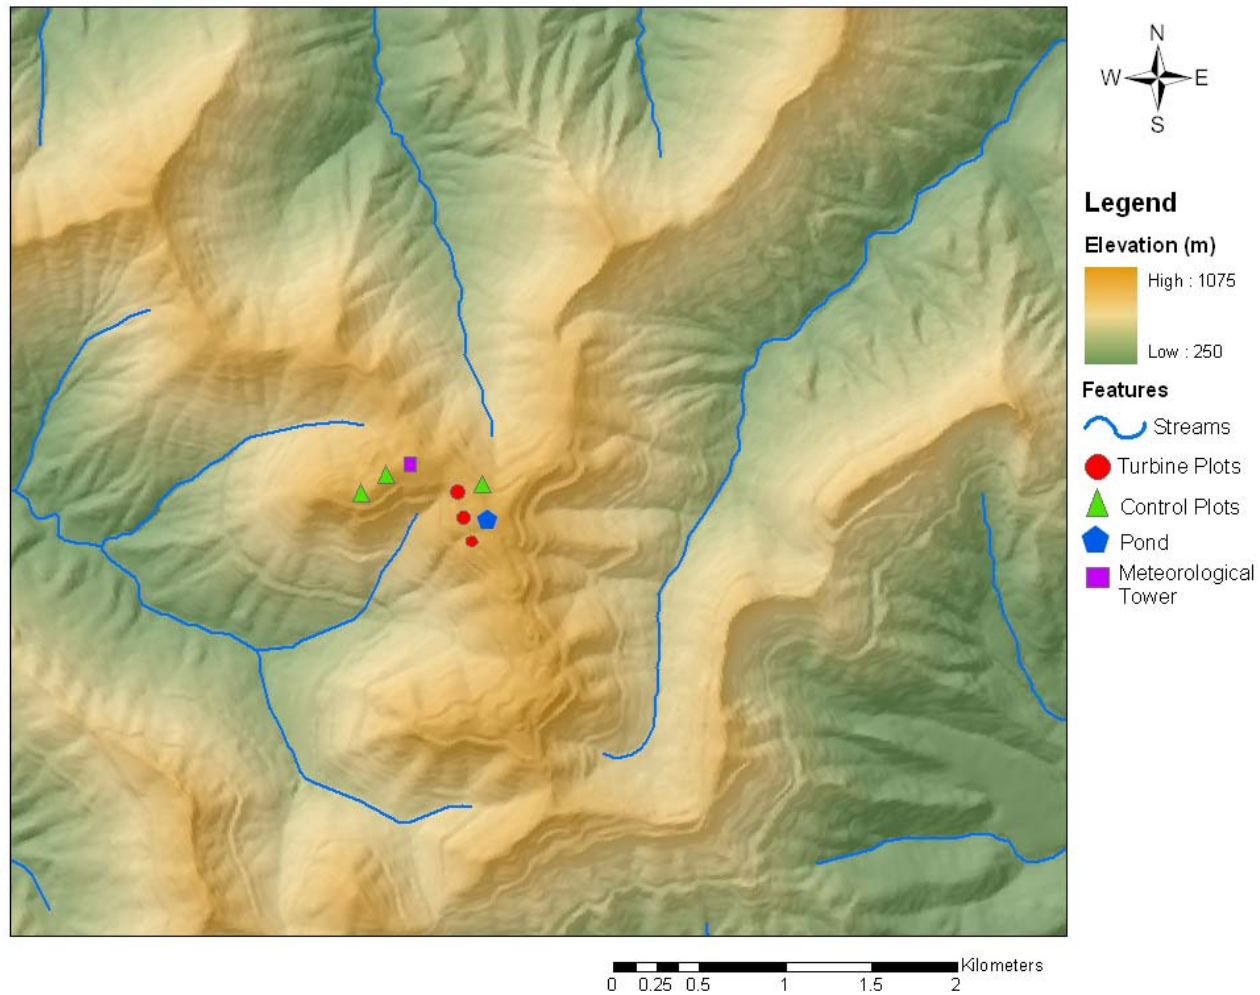 N
W E
S
Legend
Elevation (m)
High : 1075
Low : 250
Features
Streams
Turbine Plots
Control Plots
Pond
Meteorological
Tower
Kilometers
0 0.25 0.5 1 1.5 2